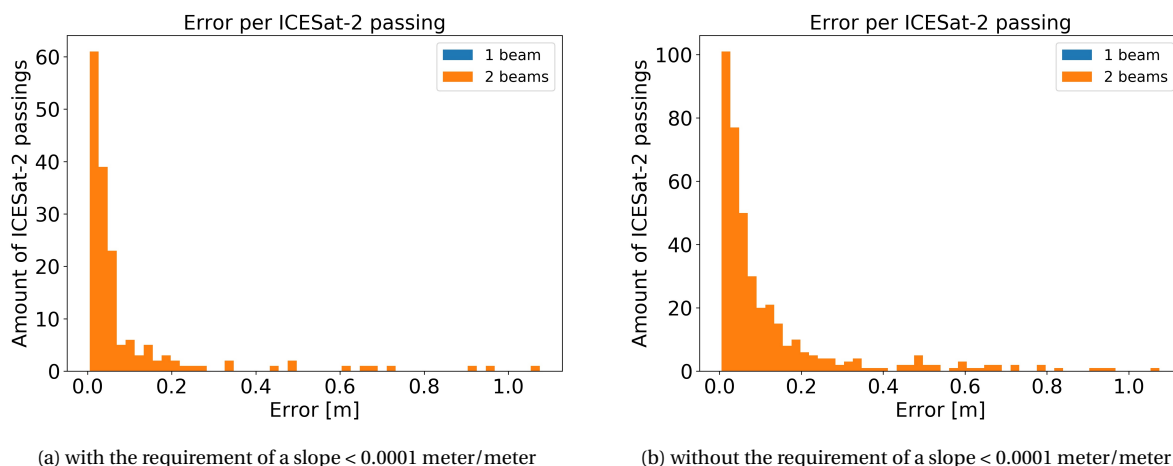 Error per ICESat-2 passing
1 beam
2 beams
Amount of ICESat-2 passings
60
50
40
30
20
10
0
0.0 0.2 0.4 0.6 0.8 1.0
Error [m]
(a) with the requirement of a slope < 0.0001 meter/meter
Error per ICESat-2 passing
1 beam
2 beams
Amount of ICESat-2 passings
100
80
60
40
20
0
0.0 0.2 0.4 0.6 0.8 1.0
Error [m]
(b) without the requirement of a slope < 0.0001 meter/meter